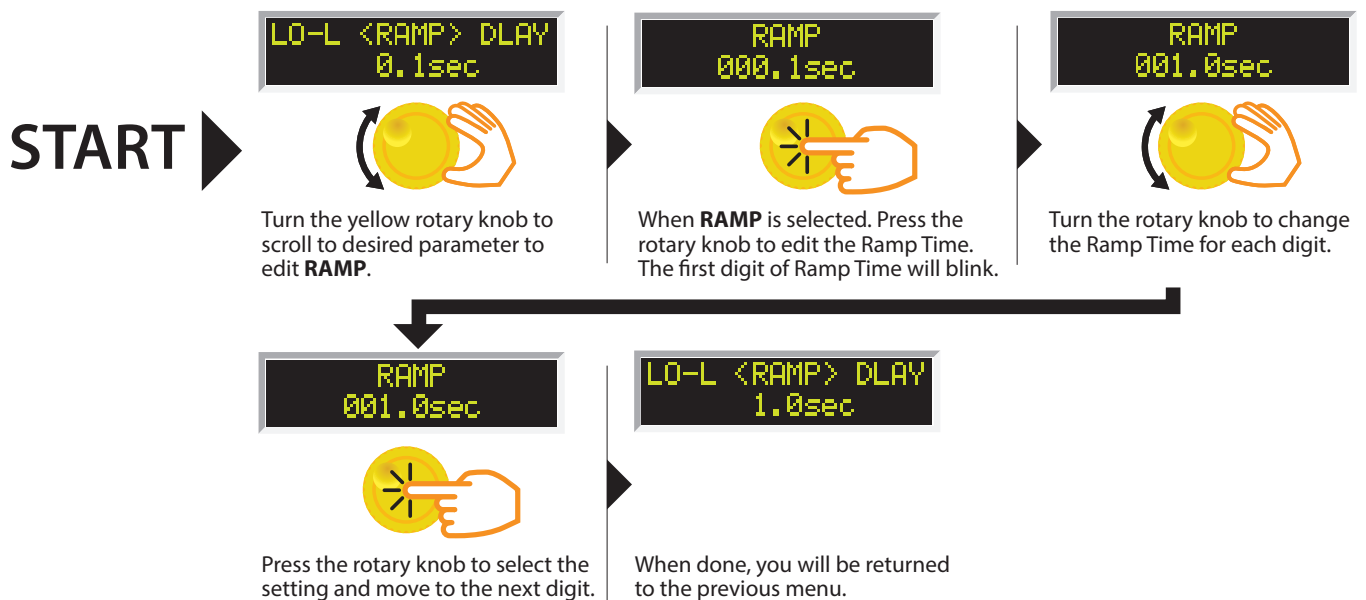 START
LO-L <RAMP> DLAY
0.1sec
Turn the yellow rotary knob to
scroll to desired parameter to
edit RAMP.
RAMP
000.1sec
When RAMP is selected. Press the
rotary knob to edit the Ramp Time.
The first digit of Ramp Time will blink.
RAMP
001.0sec
Turn the rotary knob to change
the Ramp Time for each digit.
RAMP
001.0sec
Press the rotary knob to select the
setting and move to the next digit.
LO-L <RAMP> DLAY
1.0sec
When done, you will be returned
to the previous menu.